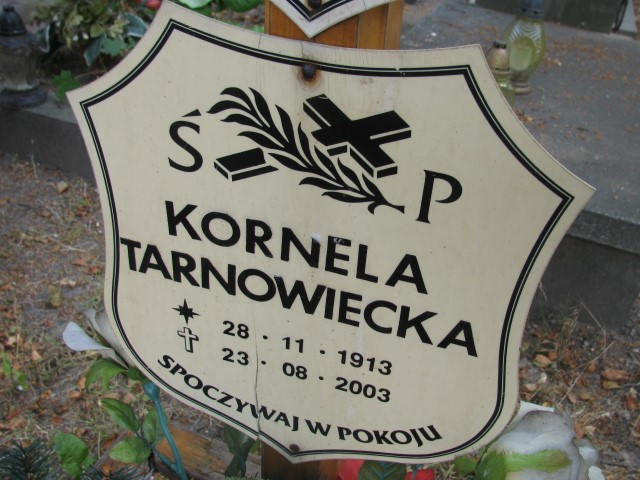 Ś P
KORNELA
TARNOWIECKA
28 · 11 · 1913
23 · 08 · 2003
SPOCZYWAJ W POKOJU